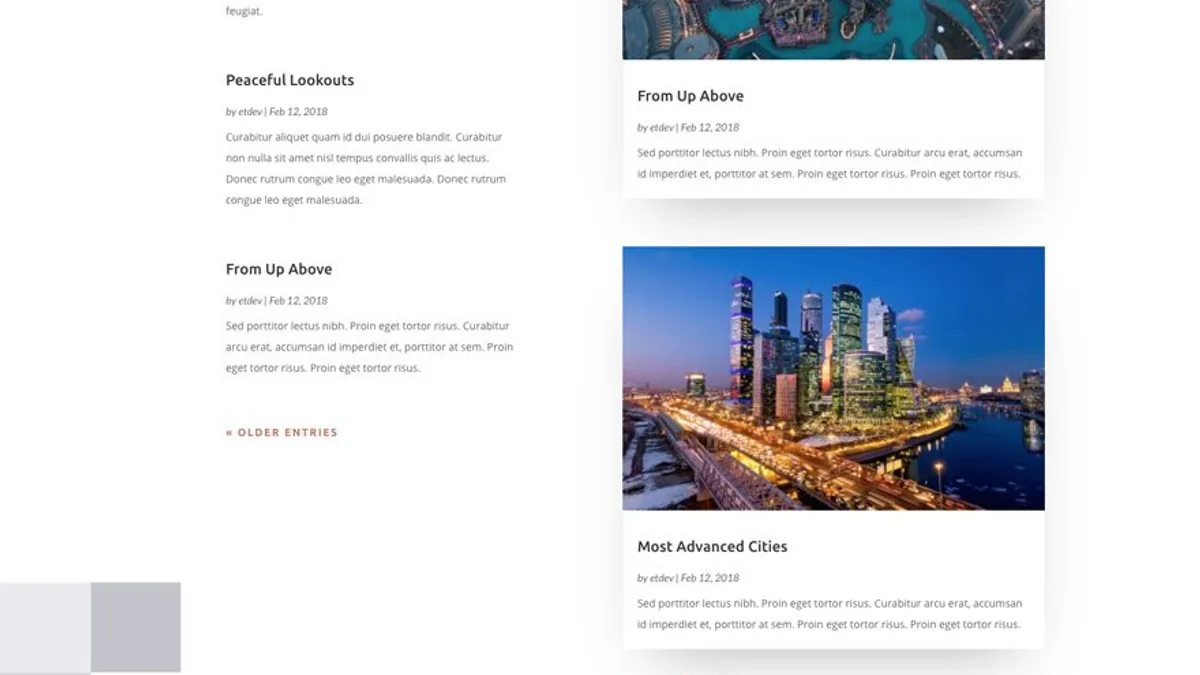 feugiat.
Peaceful Lookouts
by etdev | Feb 12, 2018
Curabitur aliquet quam id dui posuere blandit. Curabitur
non nulla sit amet nisl tempus convallis quis ac lectus.
Donec rutrum congue leo eget malesuada. Donec rutrum
congue leo eget malesuada.
From Up Above
by etdev | Feb 12, 2018
Sed porttitor lectus nibh. Proin eget tortor risus. Curabitur
arcu erat, accumsan id imperdiet et, porttitor at sem. Proin
eget tortor risus. Proin eget tortor risus.
« OLDER ENTRIES
From Up Above
by etdev | Feb 12, 2018
Sed porttitor lectus nibh. Proin eget tortor risus. Curabitur arcu erat, accumsan
id imperdiet et, porttitor at sem. Proin eget tortor risus. Proin eget tortor risus.
Most Advanced Cities
by etdev | Feb 12, 2018
Sed porttitor lectus nibh. Proin eget tortor risus. Curabitur arcu erat, accumsan
id imperdiet et, porttitor at sem. Proin eget tortor risus. Proin eget tortor risus.